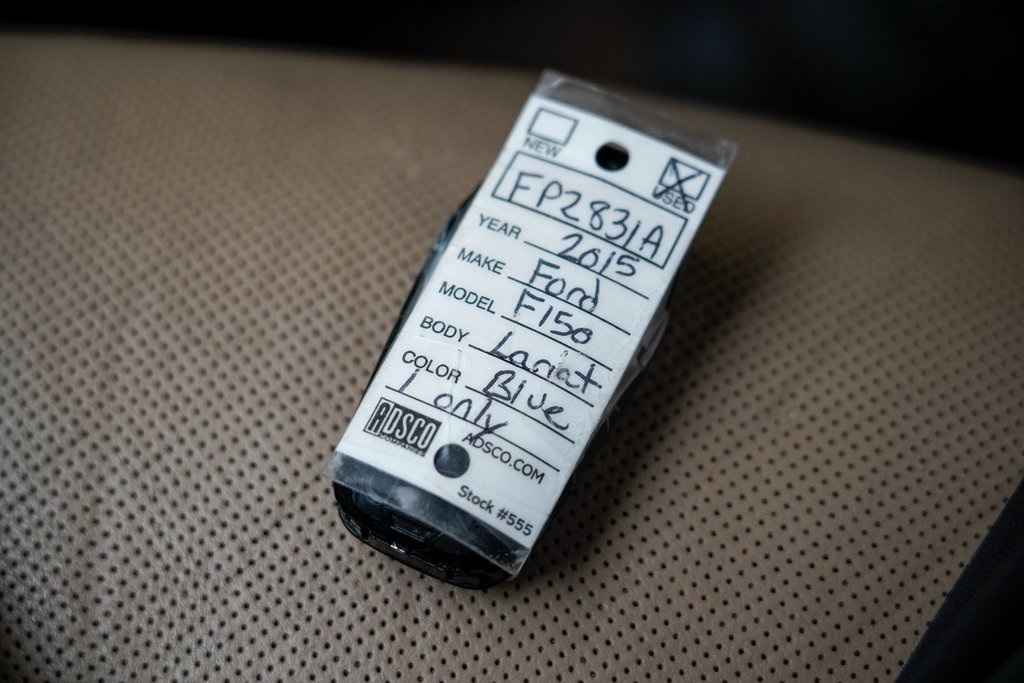 NEW
USED
FP2831A
YEAR 2015
MAKE Ford
MODEL F150
BODY Lariat
COLOR Blue
1 only
ADSCO
COMPANIES
ADSCO.COM
Stock #555